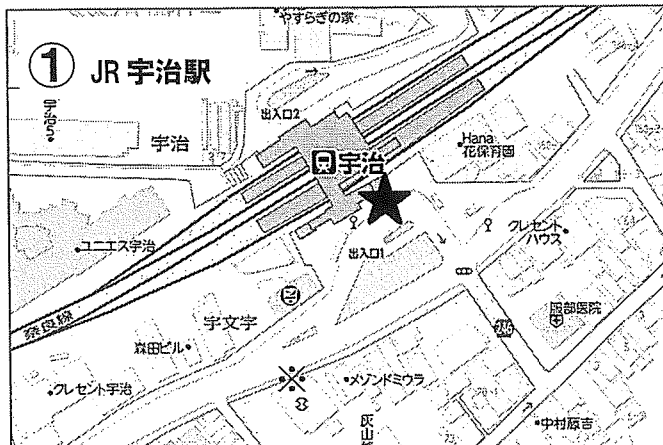 やすらぎの家
① JR 宇治駅
宇治5
出入口2
宇治
Hana
花保育園
宇治
ユニエス宇治
クレセント
ハウス
出入口1
奈良線
宇文字
服部医院
森田ビル
クレセント宇治
メゾンドミウラ
中村藤吉